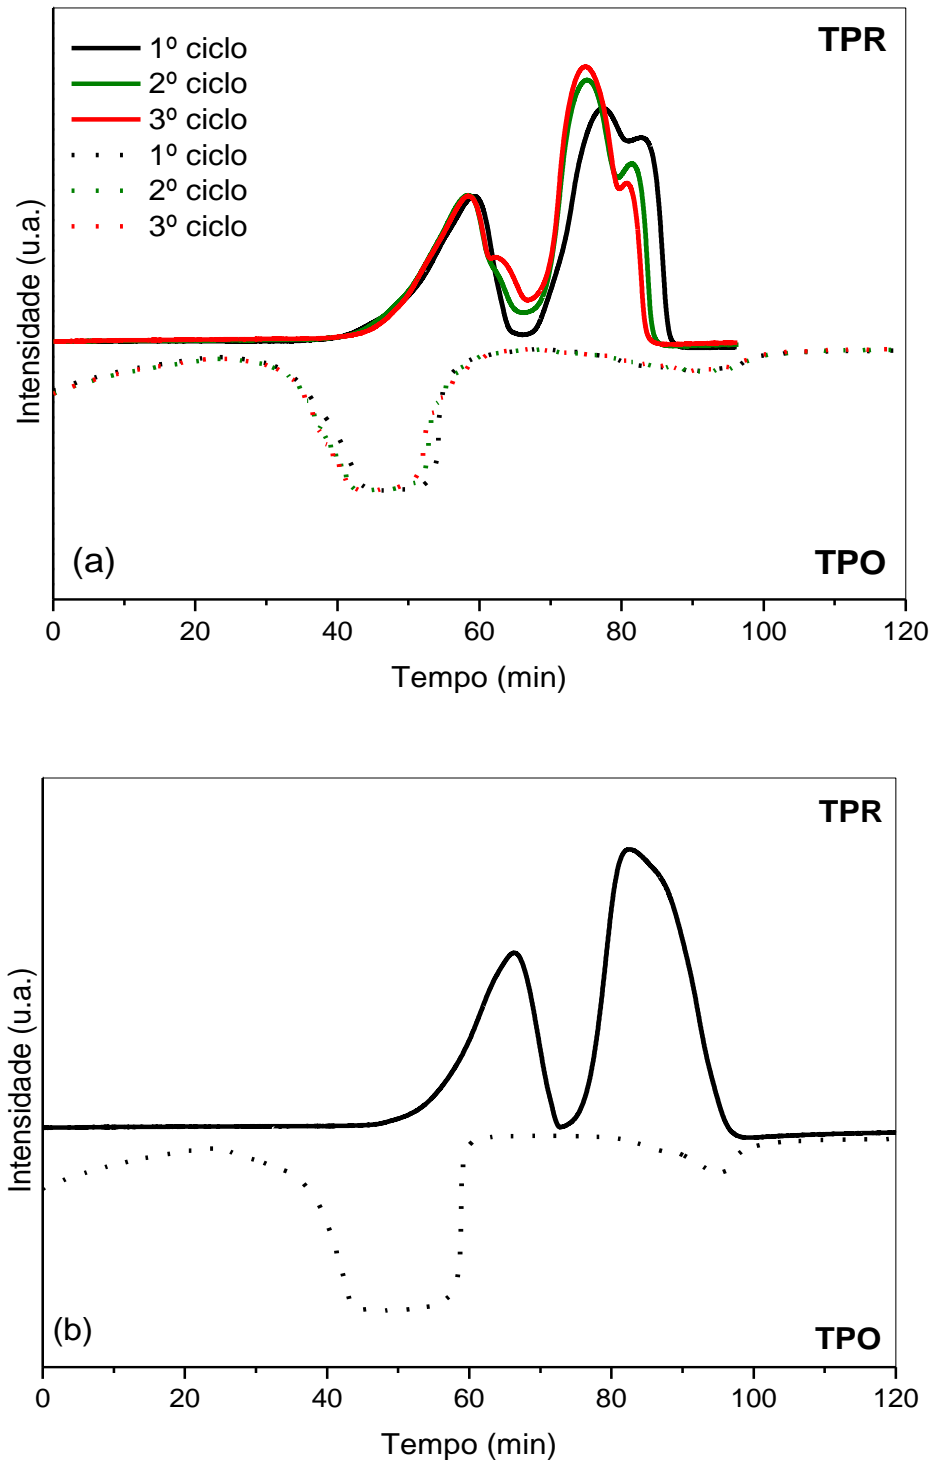 TPR
1º ciclo
2º ciclo
3º ciclo
1º ciclo
2º ciclo
3º ciclo
Intensidade (u.a.)
(a)
TPO
0 20 40 60 80 100 120
Tempo (min)
TPR
Intensidade (u.a.)
(b)
TPO
0 20 40 60 80 100 120
Tempo (min)